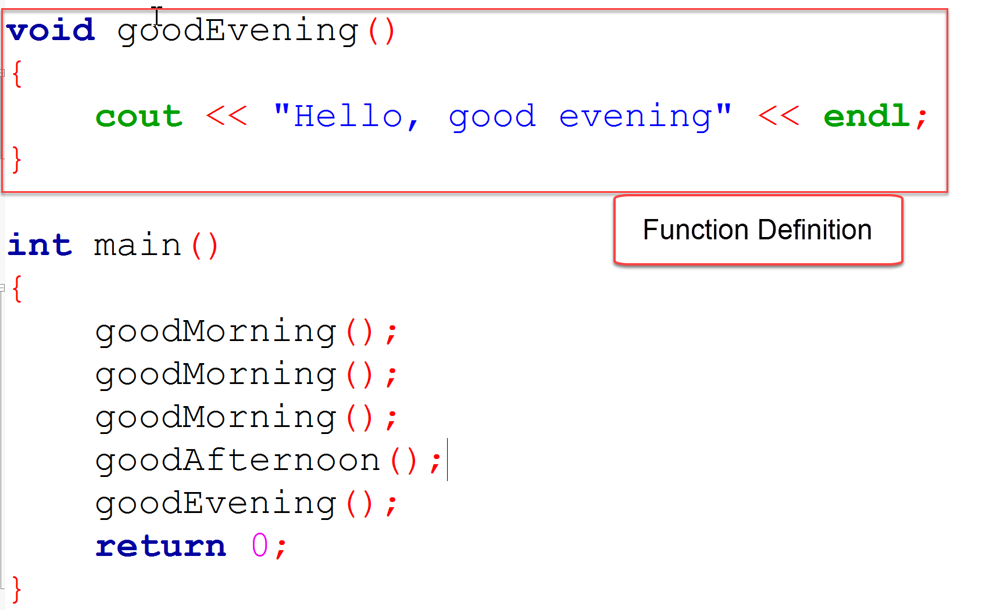 void goodEvening()
{
    cout << "Hello, good evening" << endl;
}
Function Definition
int main()
{
    goodMorning();
    goodMorning();
    goodMorning();
    goodAfternoon();
    goodEvening();
    return 0;
}